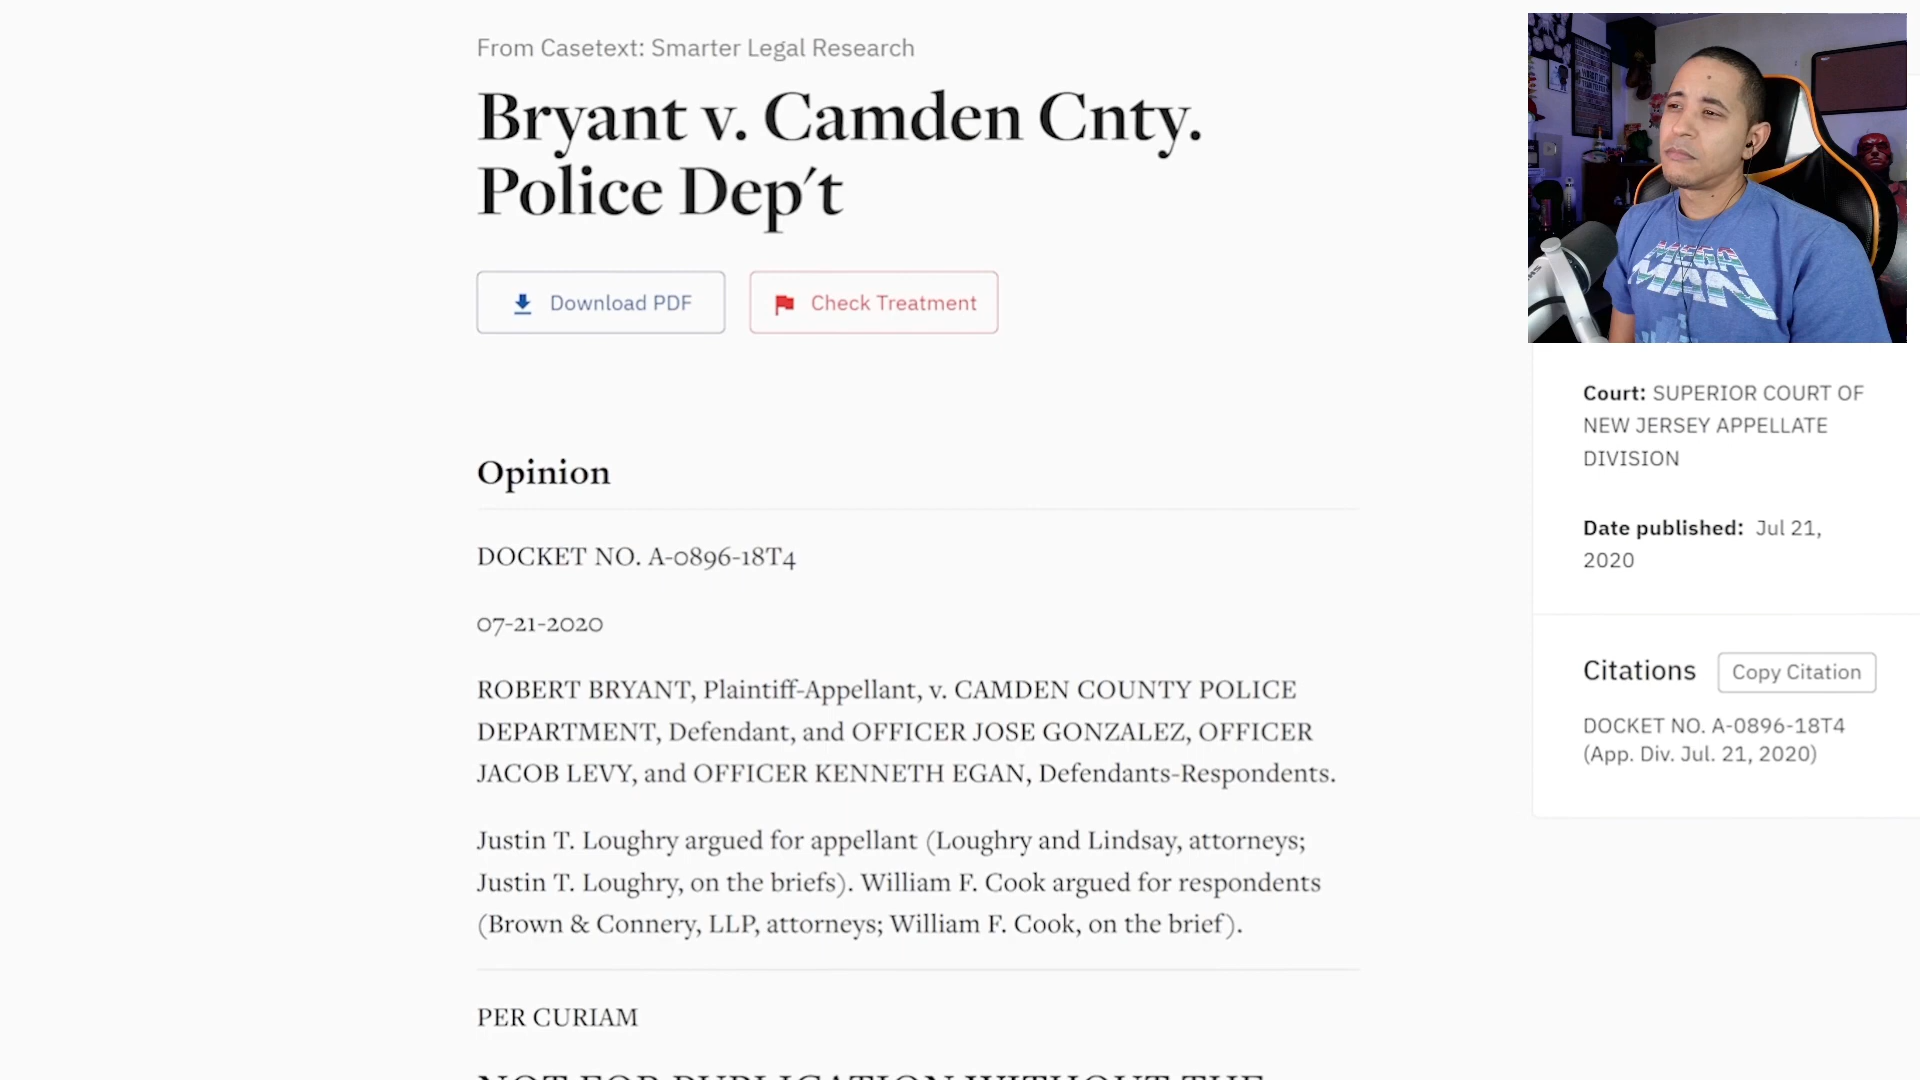 From Casetext: Smarter Legal Research
Bryant v. Camden Cnty.
Police Dep't
Download PDF
Check Treatment
Opinion
DOCKET NO. A-0896-18T4
07-21-2020
ROBERT BRYANT, Plaintiff-Appellant, v. CAMDEN COUNTY POLICE
DEPARTMENT, Defendant, and OFFICER JOSE GONZALEZ, OFFICER
JACOB LEVY, and OFFICER KENNETH EGAN, Defendants-Respondents.
Justin T. Loughry argued for appellant (Loughry and Lindsay, attorneys;
Justin T. Loughry, on the briefs). William F. Cook argued for respondents
(Brown & Connery, LLP, attorneys; William F. Cook, on the brief).
PER CURIAM
NOT FOR PUBLICATION WITHOUT THE
MEGA
MAN
Court: SUPERIOR COURT OF
NEW JERSEY APPELLATE
DIVISION
Date published: Jul 21,
2020
Citations
Copy Citation
DOCKET NO. A-0896-18T4
(App. Div. Jul. 21, 2020)